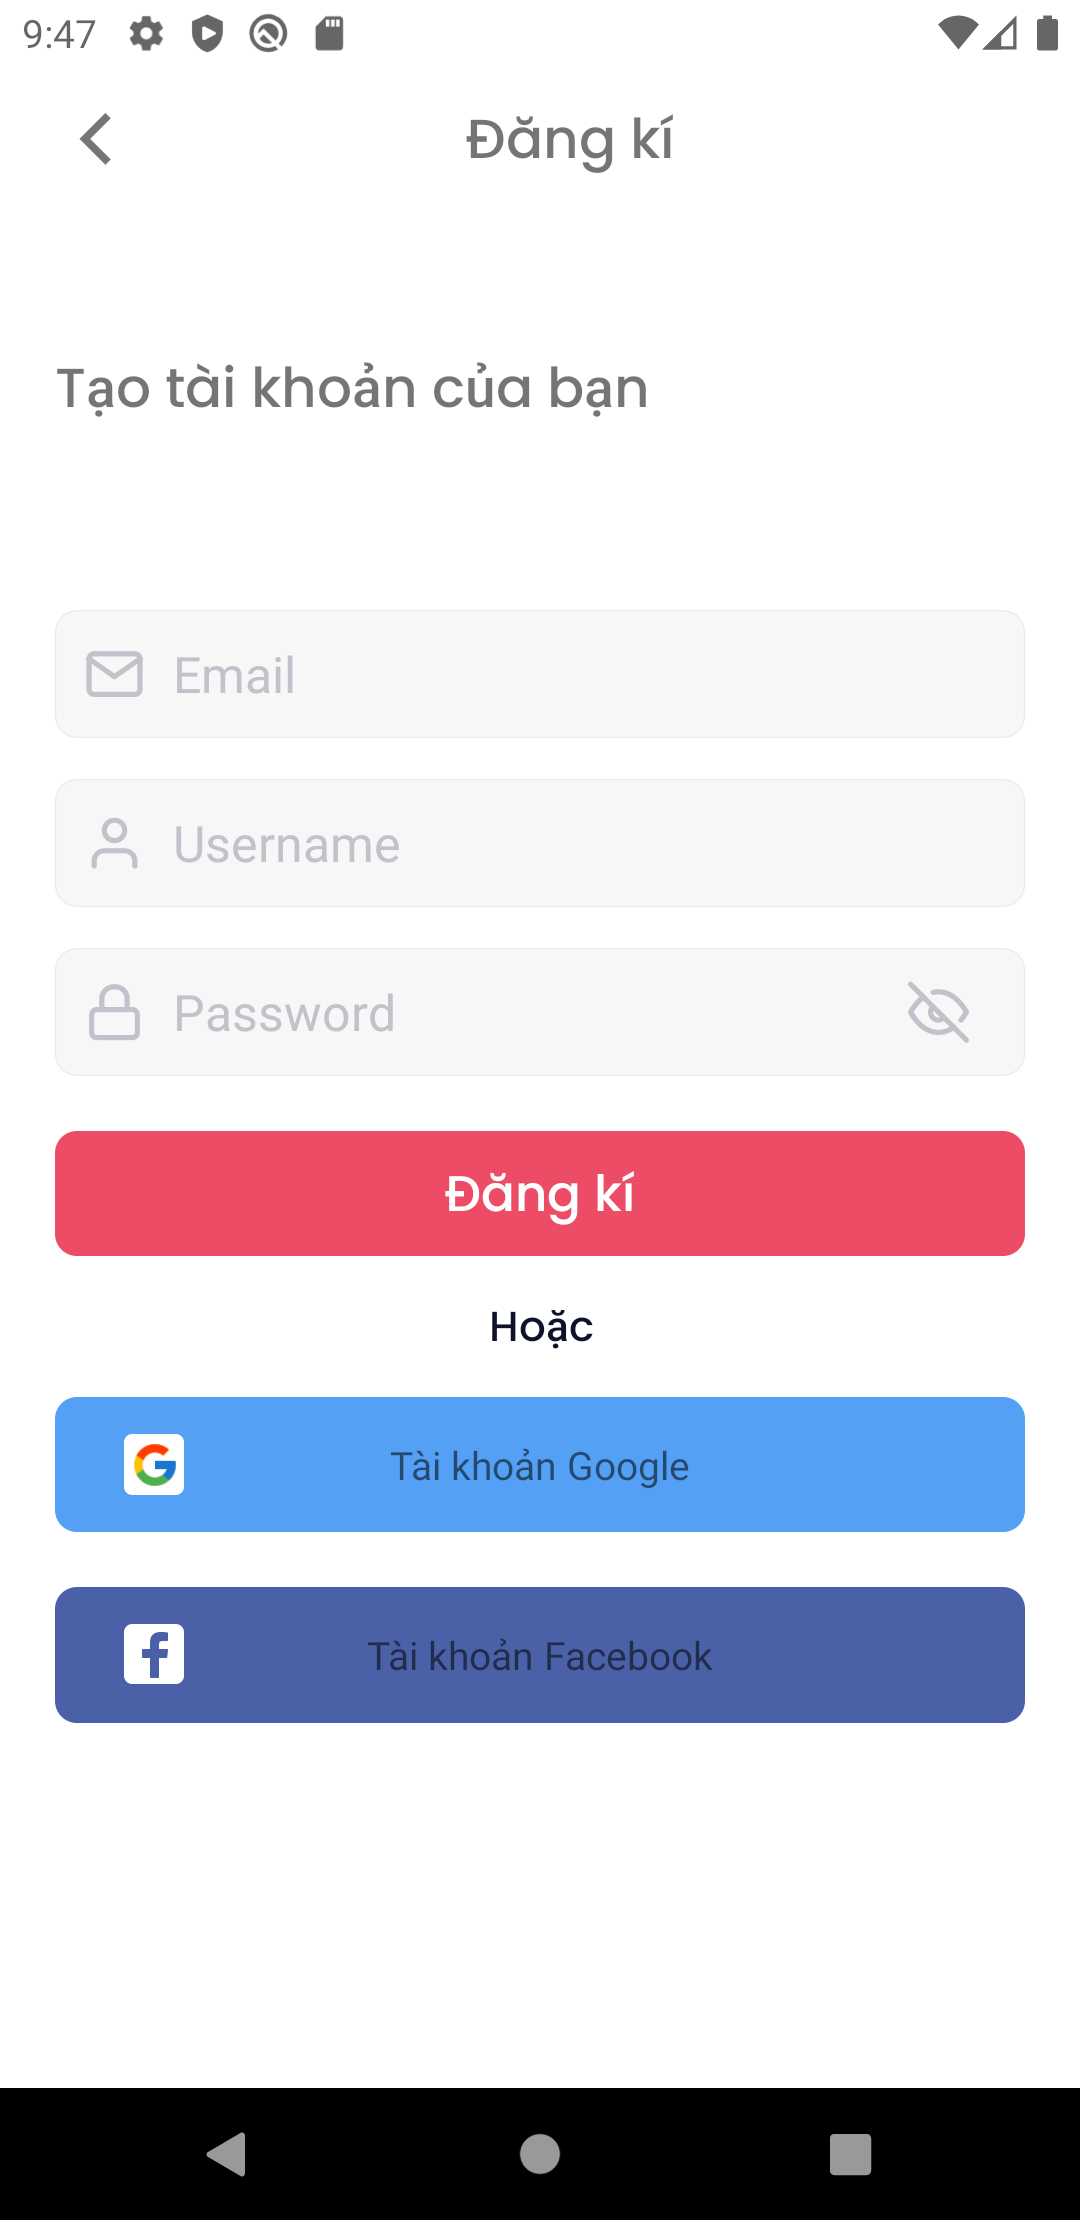 9:47
Đăng kí
Tạo tài khoản của bạn
Email
Username
Password
Đăng kí
Hoặc
Tài khoản Google
Tài khoản Facebook